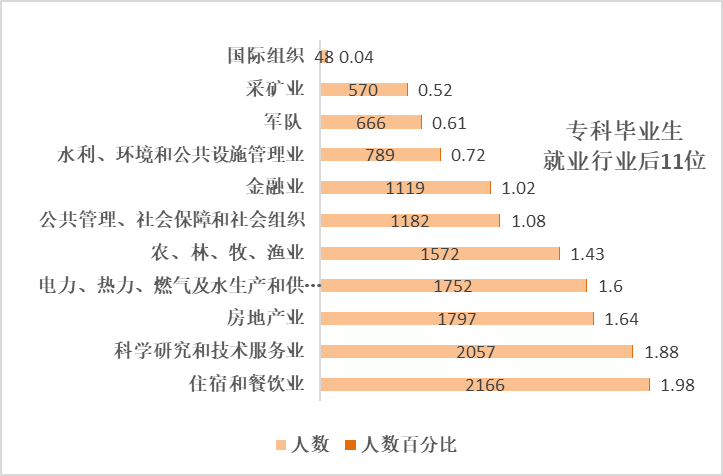 国际组织 48 0.04
采矿业 570 0.52
军队 666 0.61
水利、环境和公共设施管理业 789 0.72
金融业 1119 1.02
公共管理、社会保障和社会组织 1182 1.08
农、林、牧、渔业 1572 1.43
电力、热力、燃气及水生产和供… 1752 1.6
房地产业 1797 1.64
科学研究和技术服务业 2057 1.88
住宿和餐饮业 2166 1.98
专科毕业生
就业行业后11位
人数 人数百分比